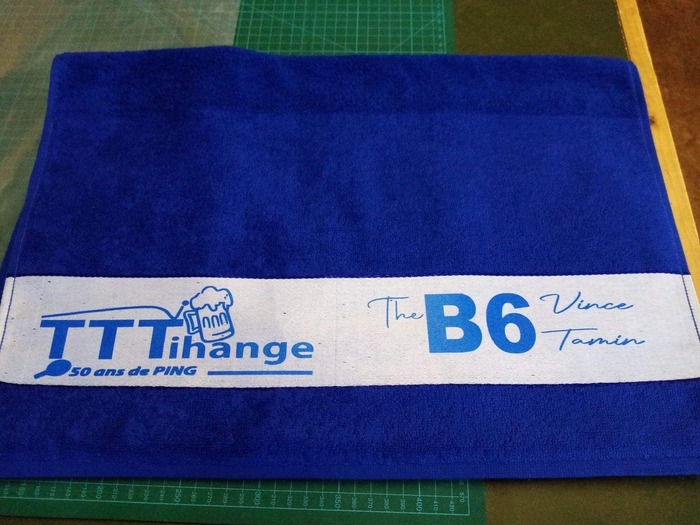 TTTihange
50 ans de PING
The B6 Vince
Tamin